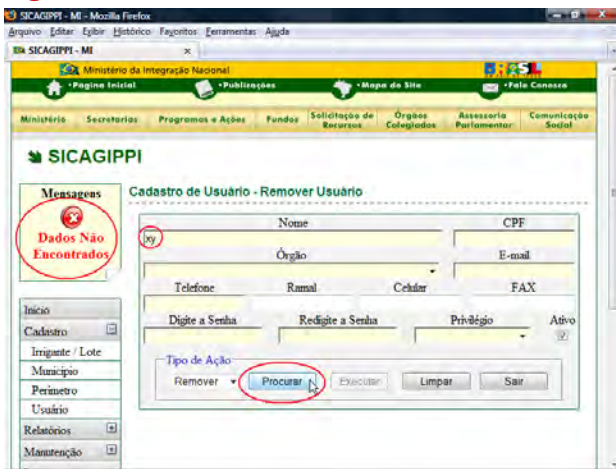 SICAGIPPI - MI - Mozilla Firefox
Arquivo Editar Exibir Histórico Favoritos Ferramentas Ajuda
SICAGIPPI - MI
Ministério da Integração Nacional
BRASIL
Pagina Inicial Publicações Mapa do Site Fale Conosco
Ministério Secretarias Programas e Ações Fundos Solicitação de Recursos Órgãos Colegiados Assessoria Parlamentar Comunicação Social
SICAGIPPI
Mensagens
Dados Não
Encontrados
Cadastro de Usuário - Remover Usuário
Nome CPF
xy
Órgão E-mail
Telefone Ramal Celular FAX
Digite a Senha Redigite a Senha Privilégio Ativo
Tipo de Ação
Remover Procurar Executar Limpar Sair
Início
Cadastro
Irrigante / Lote
Município
Perímetro
Usuário
Relatórios
Manutenção